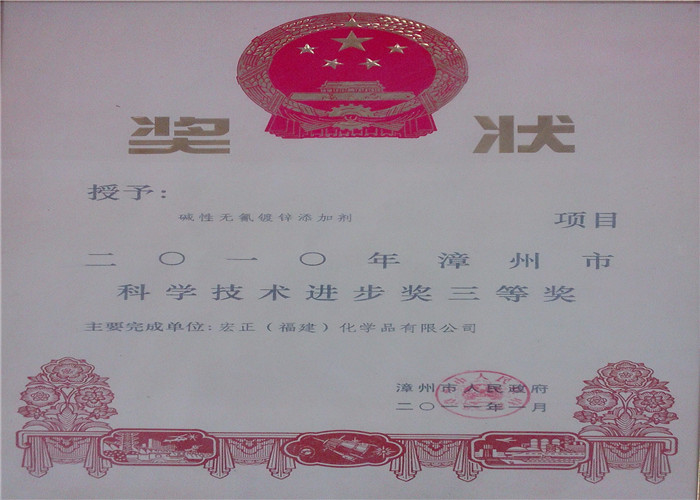 奖 状
授予:
碱性无氰镀锌添加剂 项目
二〇一〇年漳州市
科学技术进步奖三等奖
主要完成单位:宏正(福建)化学品有限公司
漳州市人民政府
二〇一一年一月